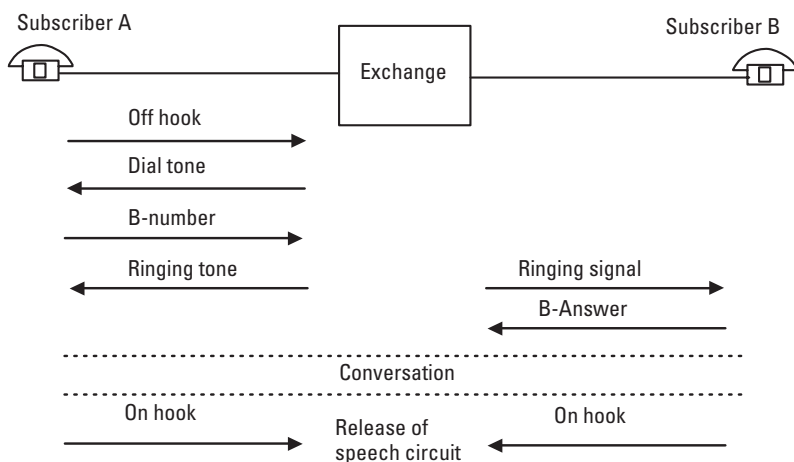 Subscriber A
Subscriber B
Exchange
Off hook
Dial tone
B-number
Ringing tone
Ringing signal
B-Answer
Conversation
On hook
Release of
speech circuit
On hook